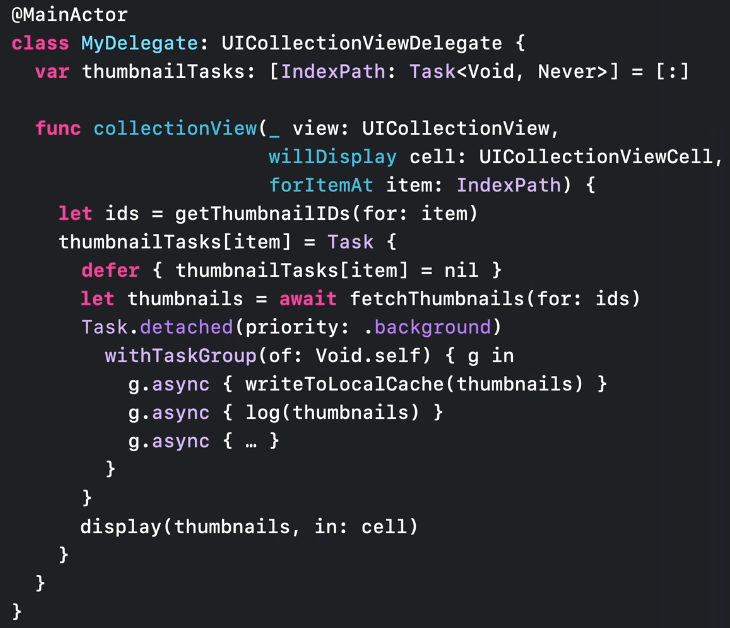 @MainActor
class MyDelegate: UICollectionViewDelegate {
  var thumbnailTasks: [IndexPath: Task<Void, Never>] = [:]

  func collectionView(_ view: UICollectionView,
                      willDisplay cell: UICollectionViewCell,
                      forItemAt item: IndexPath) {
    let ids = getThumbnailIDs(for: item)
    thumbnailTasks[item] = Task {
      defer { thumbnailTasks[item] = nil }
      let thumbnails = await fetchThumbnails(for: ids)
      Task.detached(priority: .background)
        withTaskGroup(of: Void.self) { g in
          g.async { writeToLocalCache(thumbnails) }
          g.async { log(thumbnails) }
          g.async { … }
        }
      }
      display(thumbnails, in: cell)
    }
  }
}